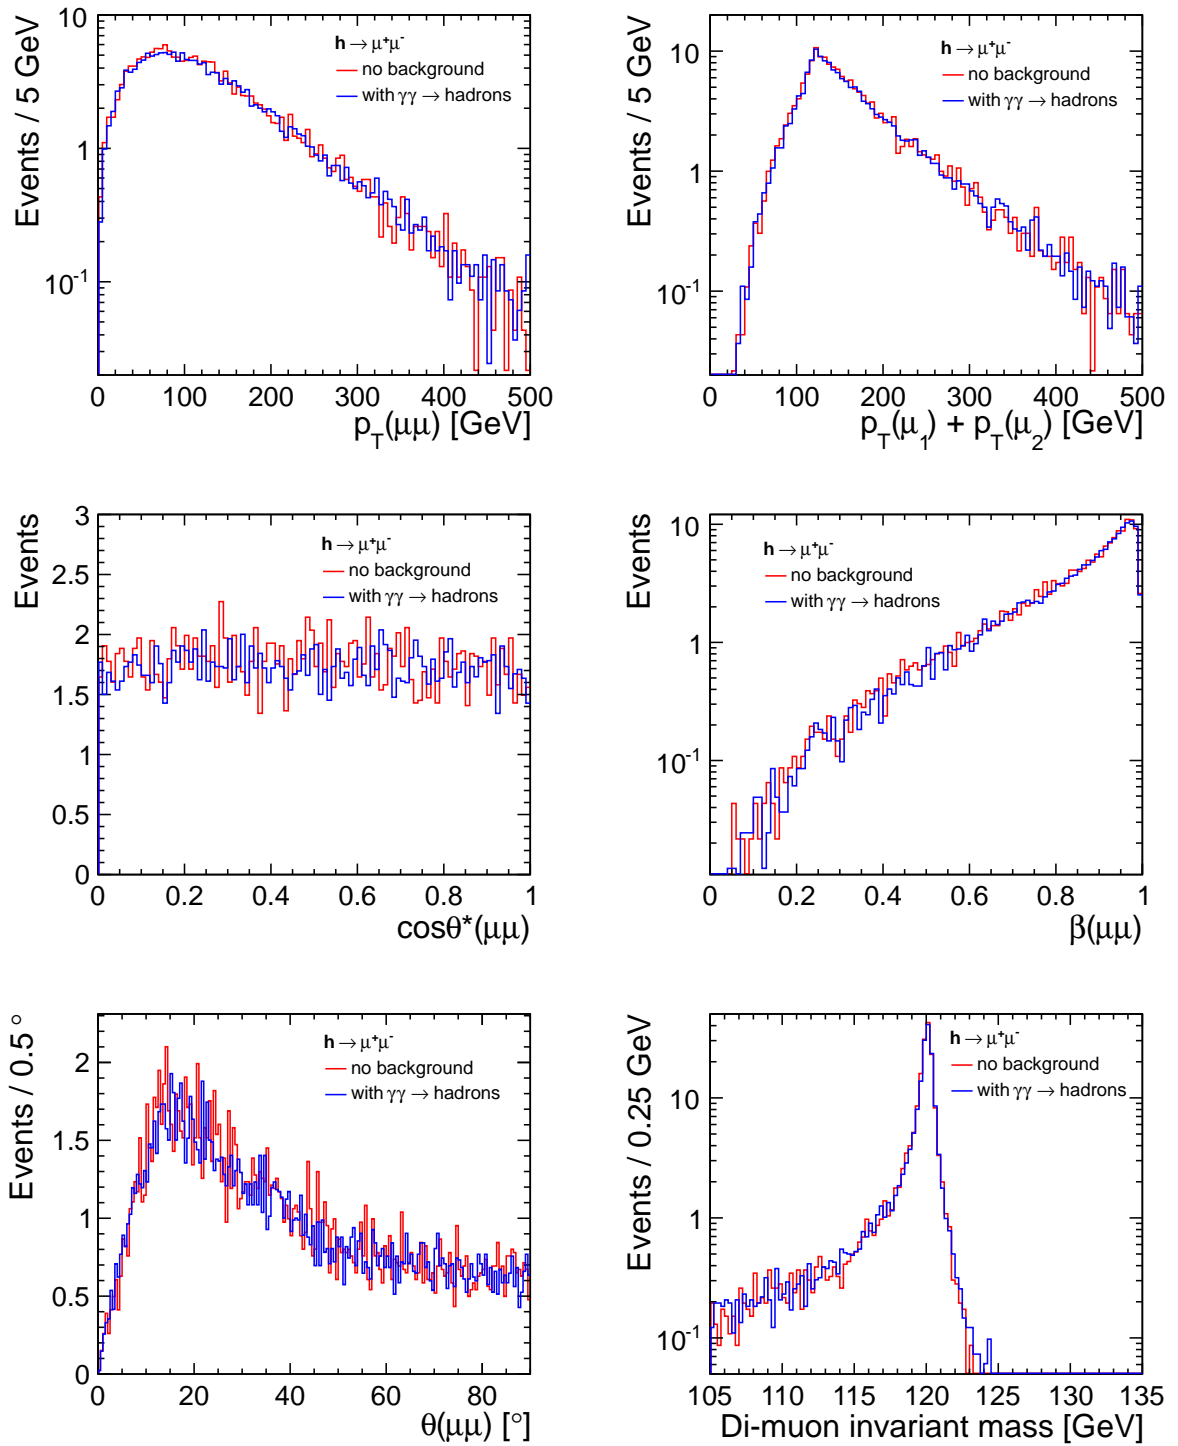 10
1
10⁻¹
Events / 5 GeV
h → μ⁺μ⁻
no background
with γγ → hadrons
0 100 200 300 400 500
p_T(μμ) [GeV]
10
1
10⁻¹
Events / 5 GeV
h → μ⁺μ⁻
no background
with γγ → hadrons
0 100 200 300 400 500
p_T(μ_1) + p_T(μ_2) [GeV]
3
2.5
2
1.5
1
0.5
0
Events
h → μ⁺μ⁻
no background
with γγ → hadrons
0 0.2 0.4 0.6 0.8 1
cosθ*(μμ)
10
1
10⁻¹
Events
h → μ⁺μ⁻
no background
with γγ → hadrons
0 0.2 0.4 0.6 0.8 1
β(μμ)
2
1.5
1
0.5
0
Events / 0.5 °
h → μ⁺μ⁻
no background
with γγ → hadrons
0 20 40 60 80
θ(μμ) [°]
10
1
10⁻¹
Events / 0.25 GeV
h → μ⁺μ⁻
no background
with γγ → hadrons
105 110 115 120 125 130 135
Di-muon invariant mass [GeV]